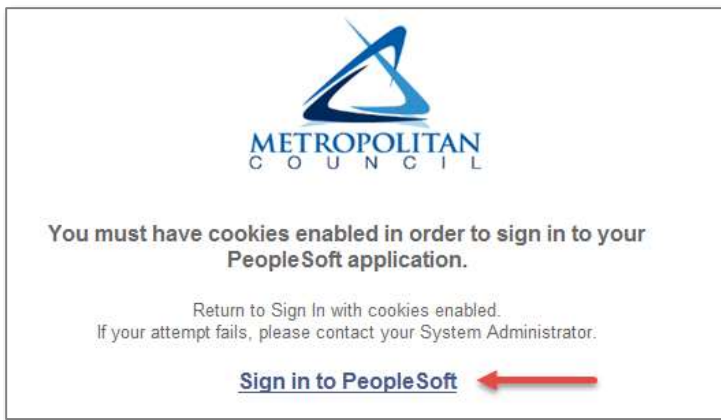 METROPOLITAN
COUNCIL
You must have cookies enabled in order to sign in to your
PeopleSoft application.
Return to Sign In with cookies enabled.
If your attempt fails, please contact your System Administrator.
Sign in to PeopleSoft